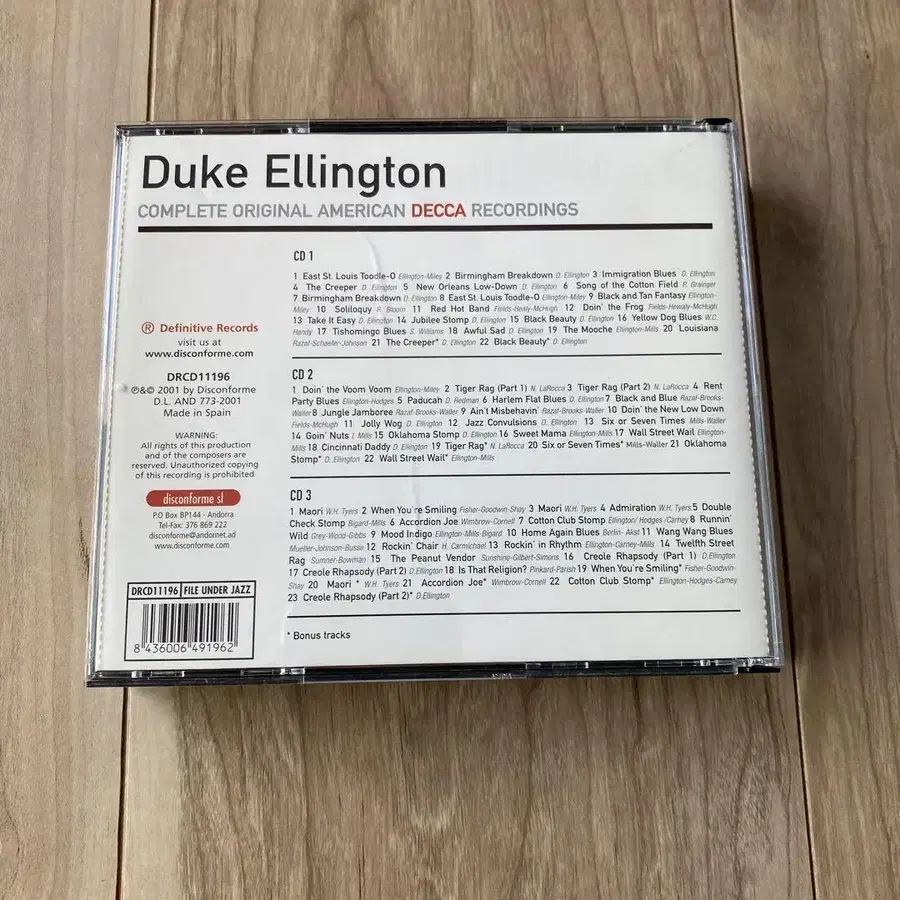 Duke Ellington
COMPLETE ORIGINAL AMERICAN DECCA RECORDINGS
® Definitive Records
visit us at
www.disconforme.com
DRCD11196
℗&© 2001 by Disconforme
D.L. AND 773-2001
Made in Spain
WARNING:
All rights of this production
and of the composers are
reserved. Unauthorized copying
of this recording is prohibited
disconforme sl
P.O Box BP144 · Andorra
Tel-Fax: 376 869 222
disconforme@andornet.ad
www.disconforme.com
DRCD11196 FILE UNDER JAZZ
8 436006 491962
CD 1
1 East St. Louis Toodle-O Ellington-Miley 2 Birmingham Breakdown D. Ellington 3 Immigration Blues D. Ellington
4 The Creeper D. Ellington 5 New Orleans Low-Down D. Ellington 6 Song of the Cotton Field P. Grainger
7 Birmingham Breakdown D. Ellington 8 East St. Louis Toodle-O Ellington-Miley 9 Black and Tan Fantasy Ellington-
Miley 10 Soliloquy R. Bloom 11 Red Hot Band Fields-Healy-McHugh 12 Doin' the Frog Fields-Healy-McHugh
13 Take It Easy D. Ellington 14 Jubilee Stomp D. Ellington 15 Black Beauty D. Ellington 16 Yellow Dog Blues W.C.
Handy 17 Tishomingo Blues S. Williams 18 Awful Sad D. Ellington 19 The Mooche Ellington-Mills 20 Louisiana
Razaf-Schaefer-Johnson 21 The Creeper* D. Ellington 22 Black Beauty* D. Ellington
CD 2
1 Doin' the Voom Voom Ellington-Miley 2 Tiger Rag (Part 1) N. LaRocca 3 Tiger Rag (Part 2) N. LaRocca 4 Rent
Party Blues Ellington-Hodges 5 Paducah D. Redman 6 Harlem Flat Blues D. Ellington 7 Black and Blue Razaf-Brooks-
Waller 8 Jungle Jamboree Razaf-Brooks-Waller 9 Ain't Misbehavin' Razaf-Brooks-Waller 10 Doin' the New Low Down
Fields-McHugh 11 Jolly Wog D. Ellington 12 Jazz Convulsions D. Ellington 13 Six or Seven Times Mills-Waller
14 Goin' Nuts I. Mills 15 Oklahoma Stomp D. Ellington 16 Sweet Mama Ellington-Mills 17 Wall Street Wail Ellington-
Mills 18 Cincinnati Daddy D. Ellington 19 Tiger Rag* N. LaRocca 20 Six or Seven Times* Mills-Waller 21 Oklahoma
Stomp* D. Ellington 22 Wall Street Wail* Ellington-Mills
CD 3
1 Maori W.H. Tyers 2 When You're Smiling Fisher-Goodwin-Shay 3 Maori W.H. Tyers 4 Admiration W.H. Tyers 5 Double
Check Stomp Bigard-Mills 6 Accordion Joe Wimbrow-Cornell 7 Cotton Club Stomp Ellington/ Hodges /Carney 8 Runnin'
Wild Grey-Wood-Gibbs 9 Mood Indigo Ellington-Mills-Bigard 10 Home Again Blues Berlin- Akst 11 Wang Wang Blues
Mueller-Johnson-Busse 12 Rockin' Chair H. Carmichael 13 Rockin' in Rhythm Ellington-Carney-Mills 14 Twelfth Street
Rag Sumner-Bowman 15 The Peanut Vendor Sunshine-Gilbert-Simons 16 Creole Rhapsody (Part 1) D.Ellington
17 Creole Rhapsody (Part 2) D.Ellington 18 Is That Religion? Pinkard-Parish 19 When You're Smiling* Fisher-Goodwin-
Shay 20 Maori * W.H. Tyers 21 Accordion Joe* Wimbrow-Cornell 22 Cotton Club Stomp* Ellington-Hodges-Carney
23 Creole Rhapsody (Part 2)* D.Ellington
* Bonus tracks